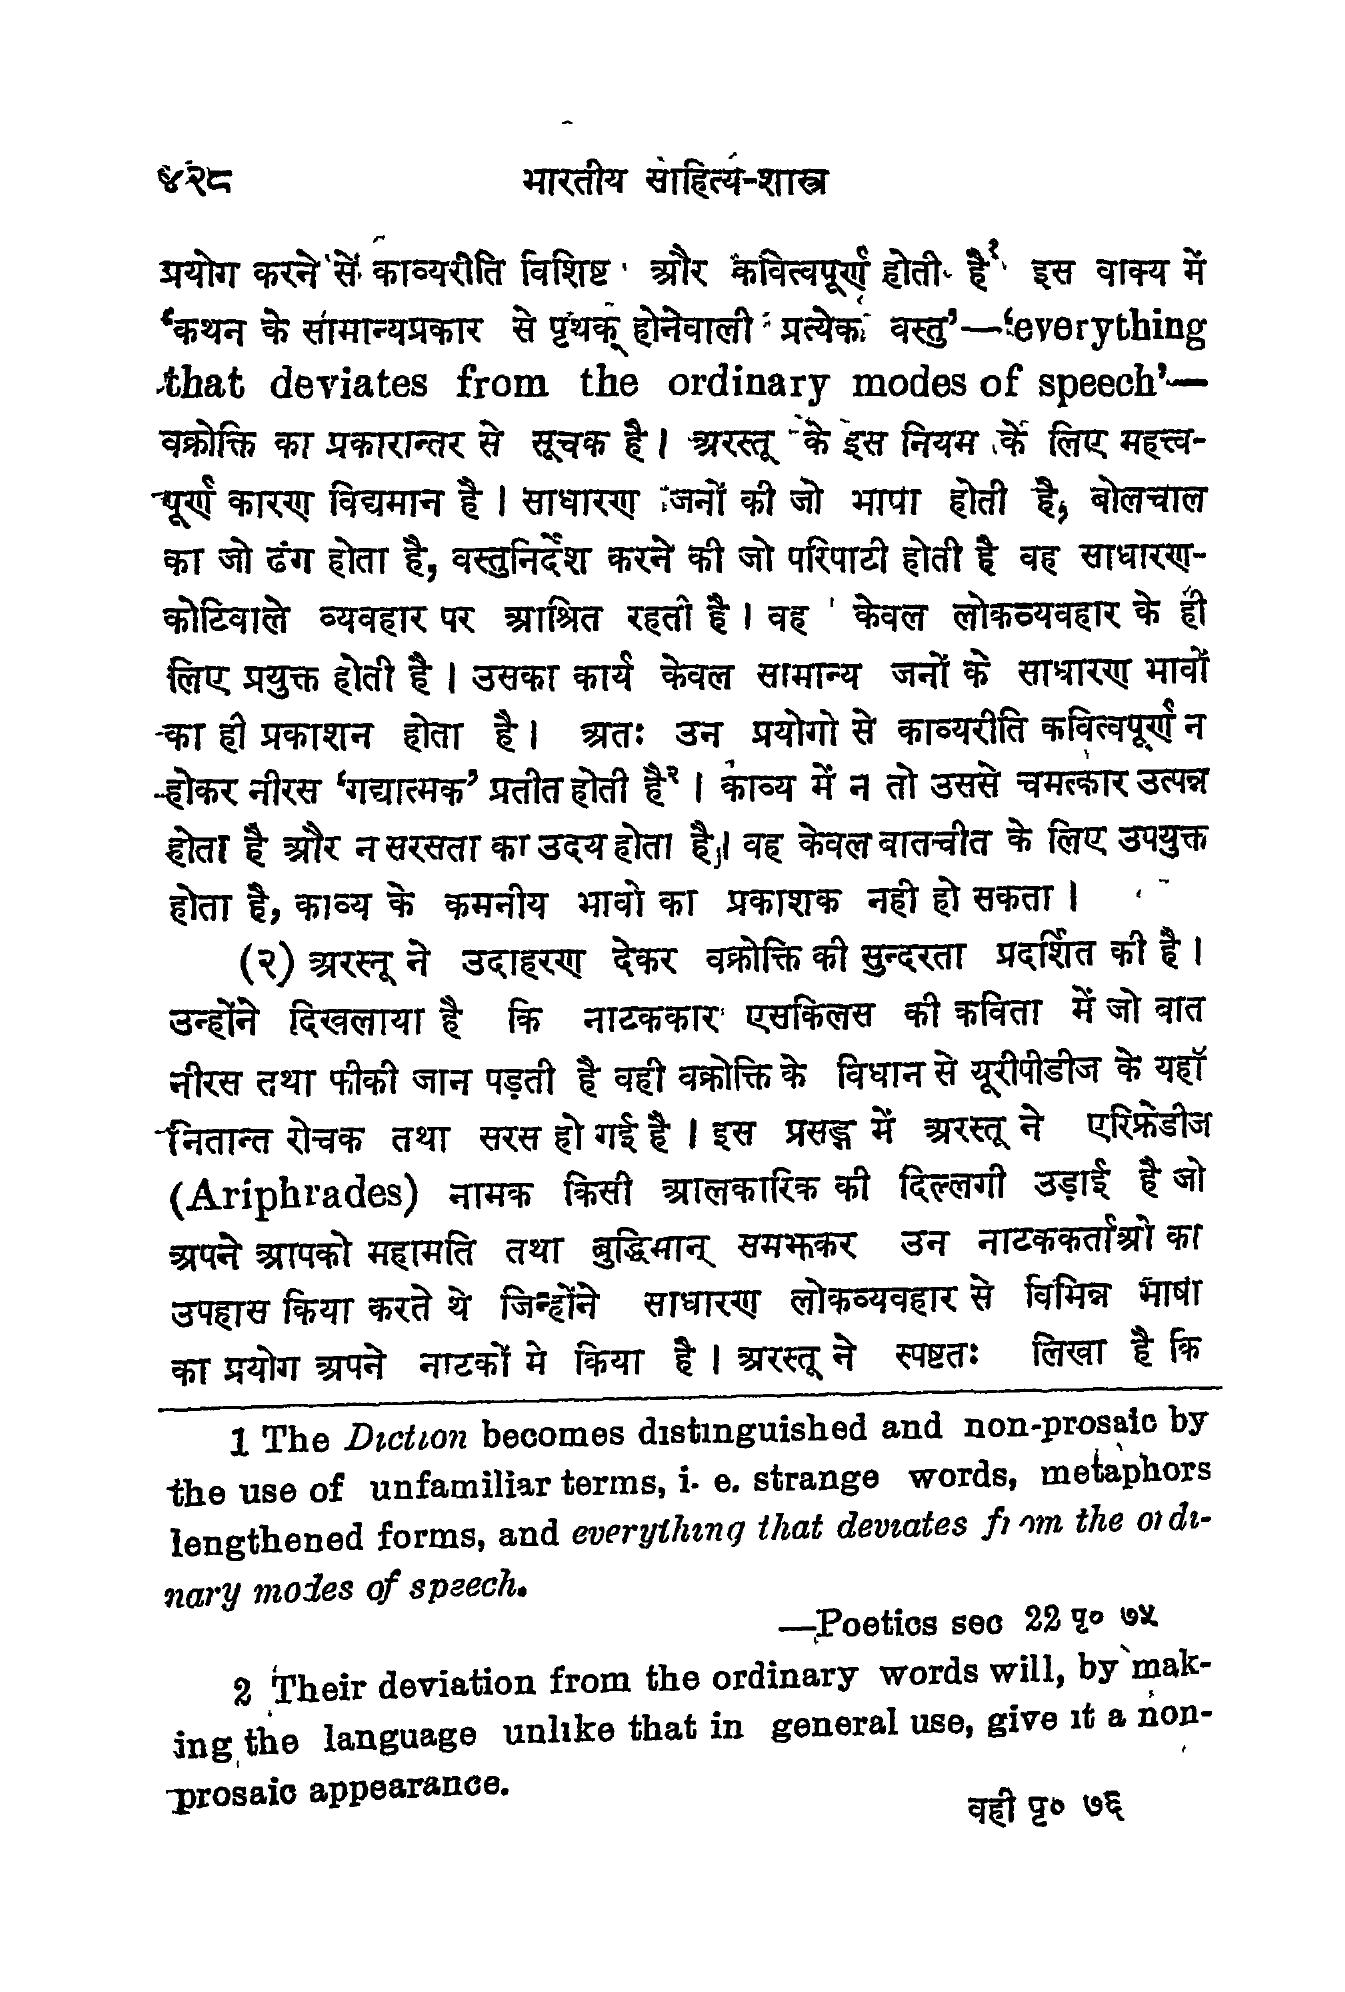 ४२८ भारतीय साहित्य-शास्त्र
प्रयोग करने से काव्यरीति विशिष्ट और कवित्वपूर्ण होती है¹ इस वाक्य में
‘कथन के सामान्यप्रकार से पृथक् होनेवाली प्रत्येक वस्तु’—‘everything
that deviates from the ordinary modes of speech’—
वक्रोक्ति का प्रकारान्तर से सूचक है। अरस्तू के इस नियम के लिए महत्त्व-
पूर्ण कारण विद्यमान है। साधारण जनों की जो भाषा होती है, बोलचाल
का जो ढंग होता है, वस्तुनिर्देश करने की जो परिपाटी होती है वह साधारण-
कोटिवाले व्यवहार पर आश्रित रहती है। वह केवल लोकव्यवहार के ही
लिए प्रयुक्त होती है। उसका कार्य केवल सामान्य जनों के साधारण भावों
का ही प्रकाशन होता है। अतः उन प्रयोगो से काव्यरीति कवित्वपूर्ण न
होकर नीरस ‘गद्यात्मक’ प्रतीत होती है²। काव्य में न तो उससे चमत्कार उत्पन्न
होता है और न सरसता का उदय होता है। वह केवल वातचीत के लिए उपयुक्त
होता है, काव्य के कमनीय भावो का प्रकाशक नही हो सकता।
(२) अरस्तू ने उदाहरण देकर वक्रोक्ति की सुन्दरता प्रदर्शित की है।
उन्होंने दिखलाया है कि नाटककार एसकिलस की कविता में जो वात
नीरस तथा फीकी जान पड़ती है वही वक्रोक्ति के विधान से यूरीपीडीज के यहाॅ
नितान्त रोचक तथा सरस हो गई है। इस प्रसङ्ग में अरस्तू ने एरिफ्रेडीज
(Ariphrades) नामक किसी आलकारिक की दिल्लगी उड़ाई है जो
अपने आपको महामति तथा बुद्धिमान् समझकर उन नाटककर्ताओ का
उपहास किया करते थे जिन्होंने साधारण लोकव्यवहार से विभिन्न भाषा
का प्रयोग अपने नाटकों मे किया है। अरस्तू ने स्पष्टतः लिखा है कि
1 The Diction becomes distinguished and non-prosaic by
the use of unfamiliar terms, i. e. strange words, metaphors
lengthened forms, and everything that deviates from the ordi-
nary modes of speech.
—Poetics sec 22 पृ० ७५
2 Their deviation from the ordinary words will, by mak-
ing the language unlike that in general use, give it a non-
prosaic appearance.
वही पृ० ७६